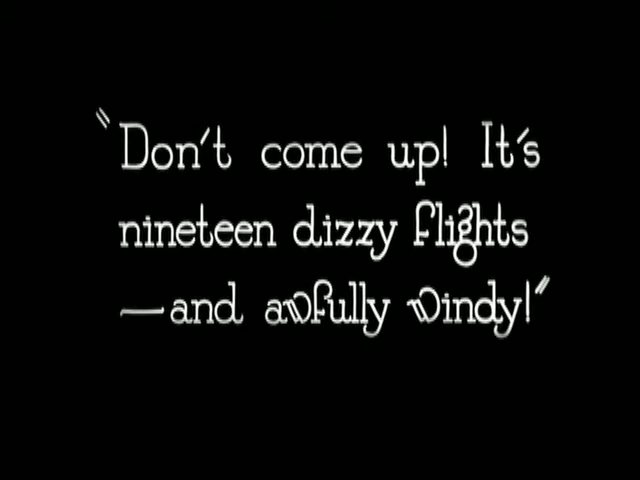 "Don't come up! It's
nineteen dizzy flights
—and awfully windy!"